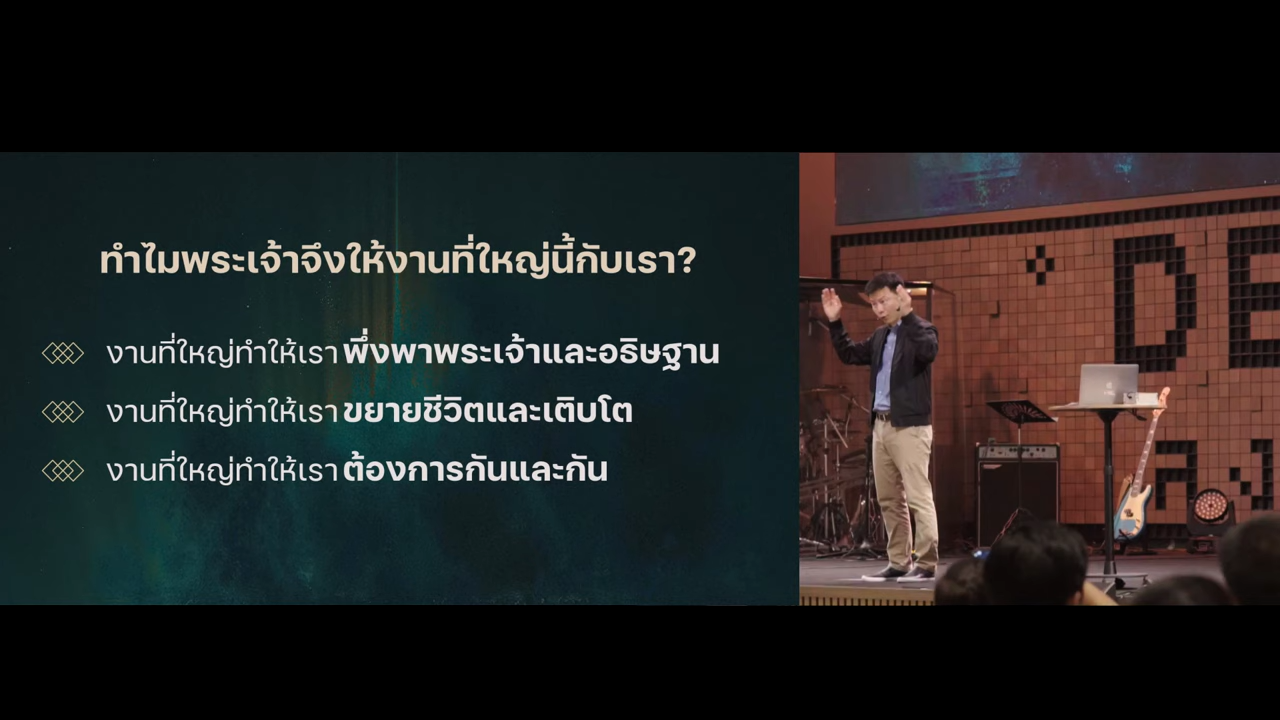 ทำไมพระเจ้าจึงให้งานที่ใหญ่นี้กับเรา?
งานที่ใหญ่ทำให้เราพึ่งพาพระเจ้าและอธิษฐาน
งานที่ใหญ่ทำให้เราขยายชีวิตและเติบโต
งานที่ใหญ่ทำให้เราต้องการกันและกัน
DE